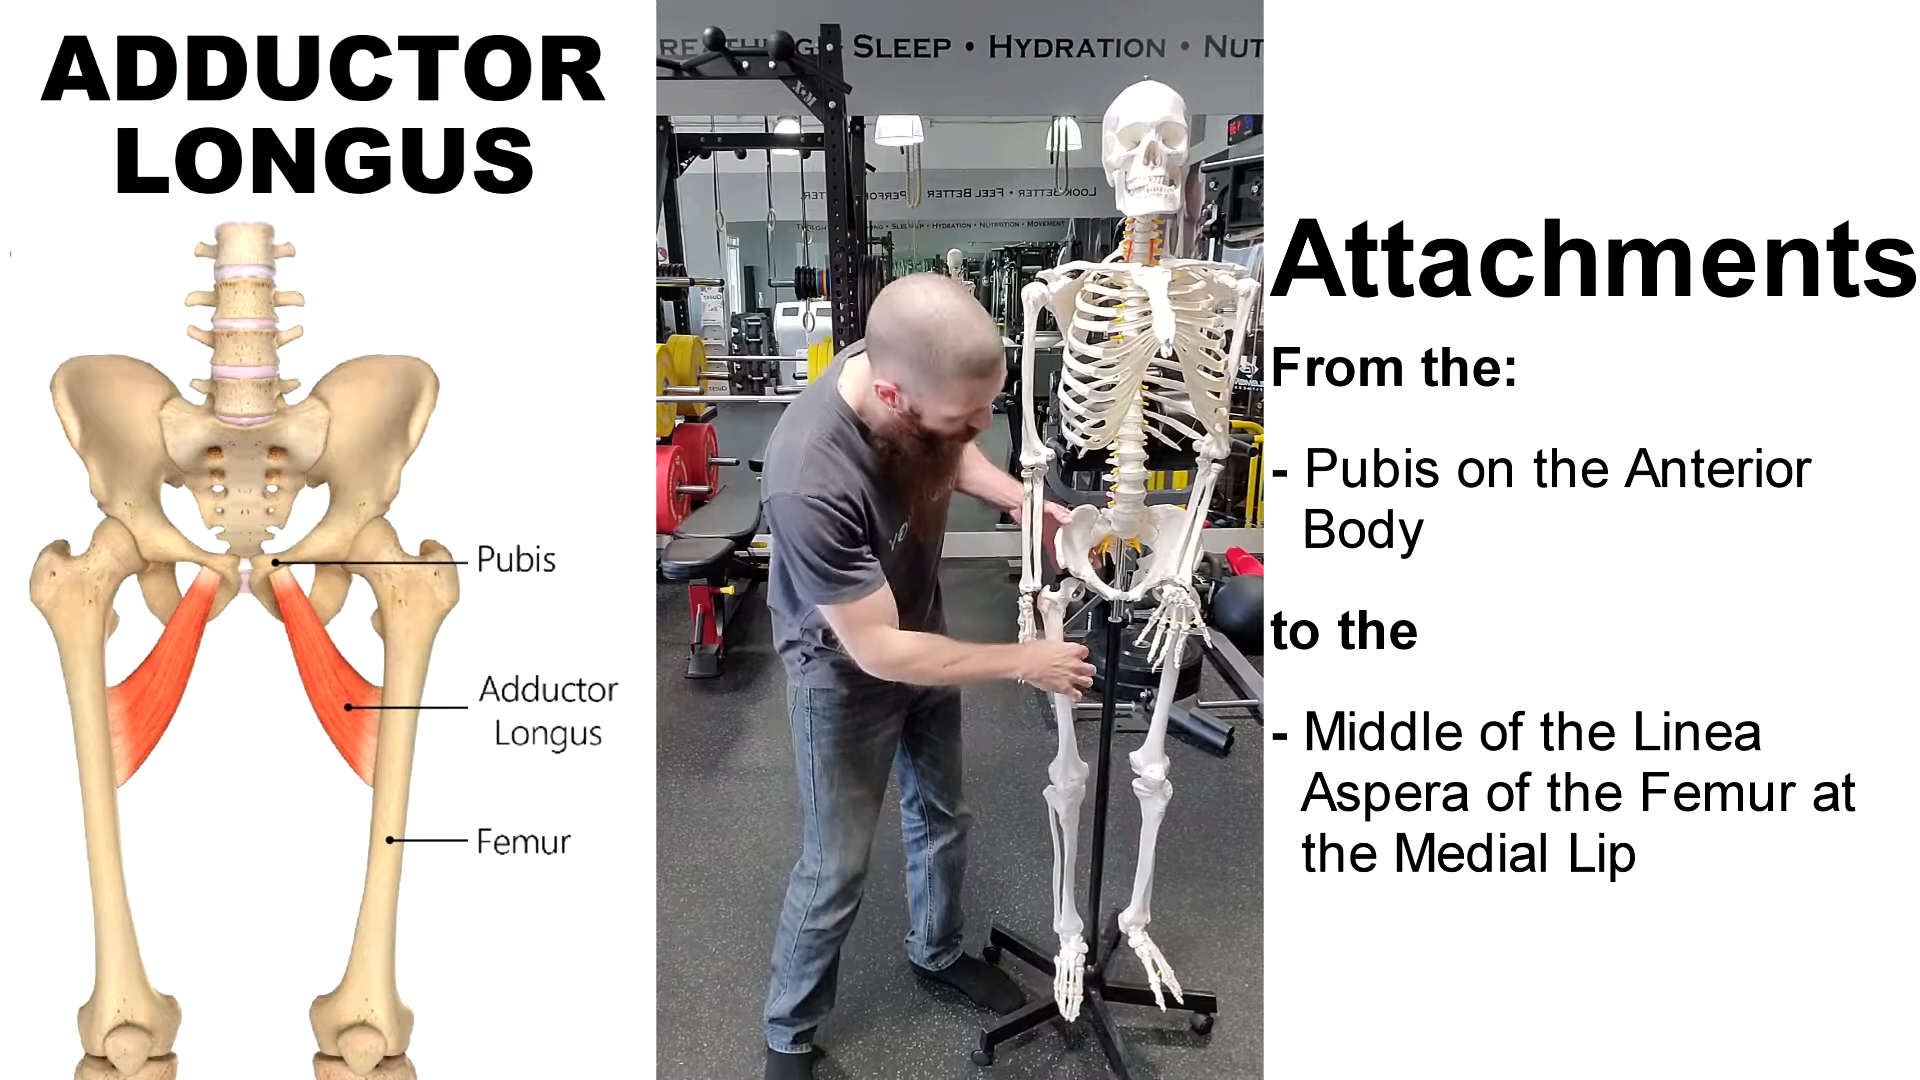 ADDUCTOR
LONGUS
Pubis
Adductor
Longus
Femur
SLEEP • HYDRATION • NUT
X•M
Attachments
From the:
- Pubis on the Anterior
Body
to the
- Middle of the Linea
Aspera of the Femur at
the Medial Lip